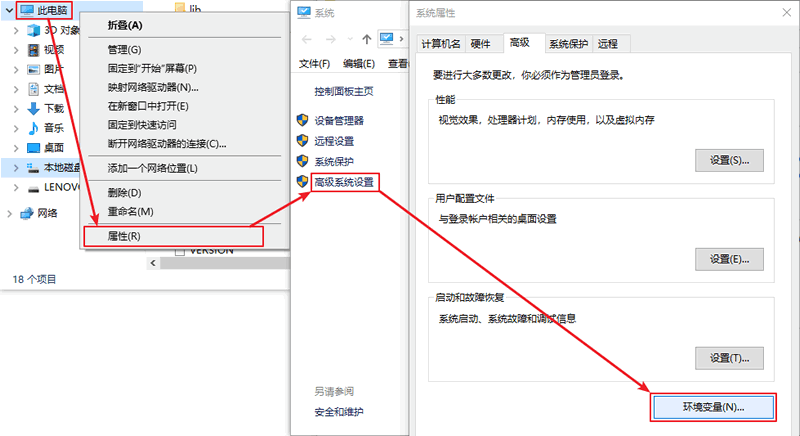 此电脑
3D 对象
视频
图片
文档
下载
音乐
桌面
本地磁盘
LENOVO
网络
18 个项目
lib
VERSION
折叠(A)
管理(G)
固定到"开始"屏幕(P)
映射网络驱动器(N)...
在新窗口中打开(E)
固定到快速访问
断开网络驱动器的连接(C)...
添加一个网络位置(L)
删除(D)
重命名(M)
属性(R)
系统
文件(F)
编辑(E)
查看
控制面板主页
设备管理器
远程设置
系统保护
高级系统设置
另请参阅
安全和维护
系统属性
计算机名
硬件
高级
系统保护
远程
要进行大多数更改，你必须作为管理员登录。
性能
视觉效果，处理器计划，内存使用，以及虚拟内存
设置(S)...
用户配置文件
与登录帐户相关的桌面设置
设置(E)...
启动和故障恢复
系统启动、系统故障和调试信息
设置(T)...
环境变量(N)...